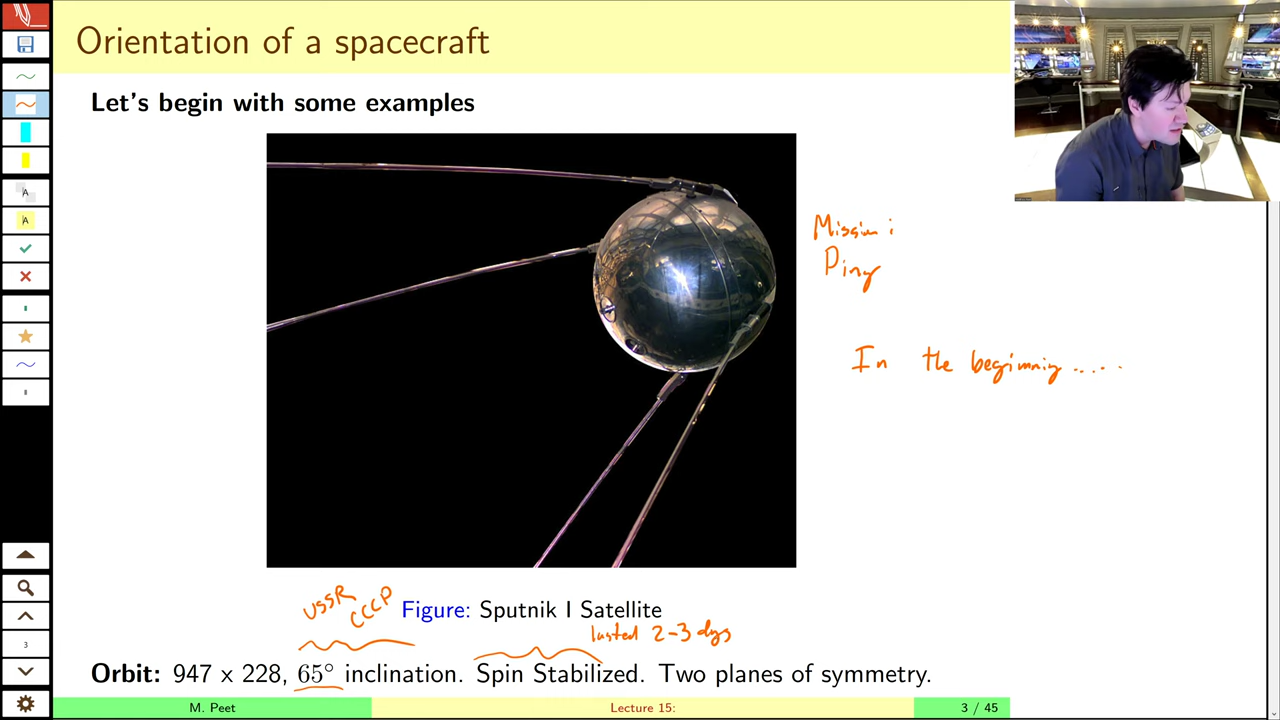 Orientation of a spacecraft
Let's begin with some examples
Mission:
Ping
In the beginning.....
USSR
CCCP
Figure: Sputnik I Satellite
lasted 2-3 dys
Orbit: 947 x 228, 65° inclination. Spin Stabilized. Two planes of symmetry.
M. Peet
Lecture 15:
3 / 45
A
A
3